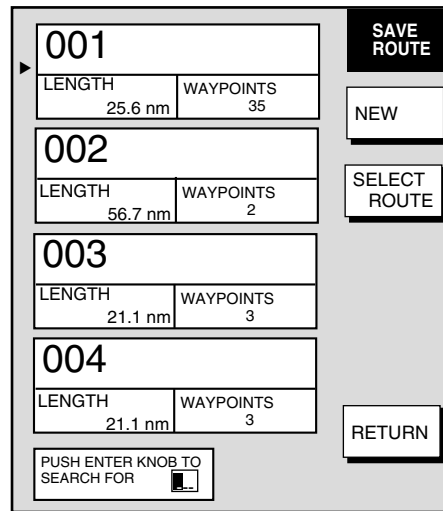 001
LENGTH
25.6 nm
WAYPOINTS
35
002
LENGTH
56.7 nm
WAYPOINTS
2
003
LENGTH
21.1 nm
WAYPOINTS
3
004
LENGTH
21.1 nm
WAYPOINTS
3
PUSH ENTER KNOB TO
SEARCH FOR _ _ _
SAVE
ROUTE
NEW
SELECT
ROUTE
RETURN